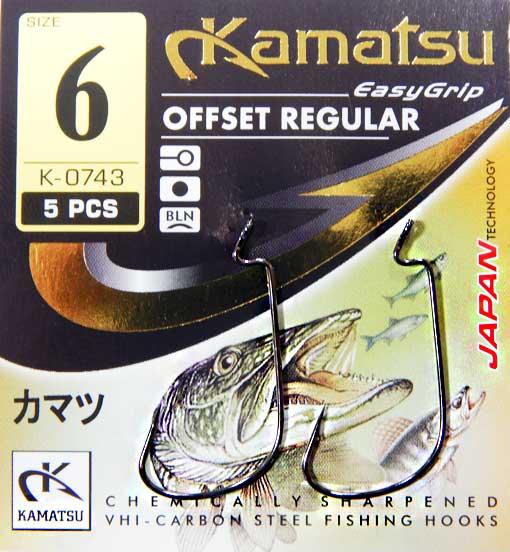 SIZE
6
K-0743
5 PCS
Kamatsu
EasyGrip
OFFSET REGULAR
BLN
JAPAN TECHNOLOGY
カマツ
KAMATSU
CHEMICALLY SHARPENED
VHI-CARBON STEEL FISHING HOOKS